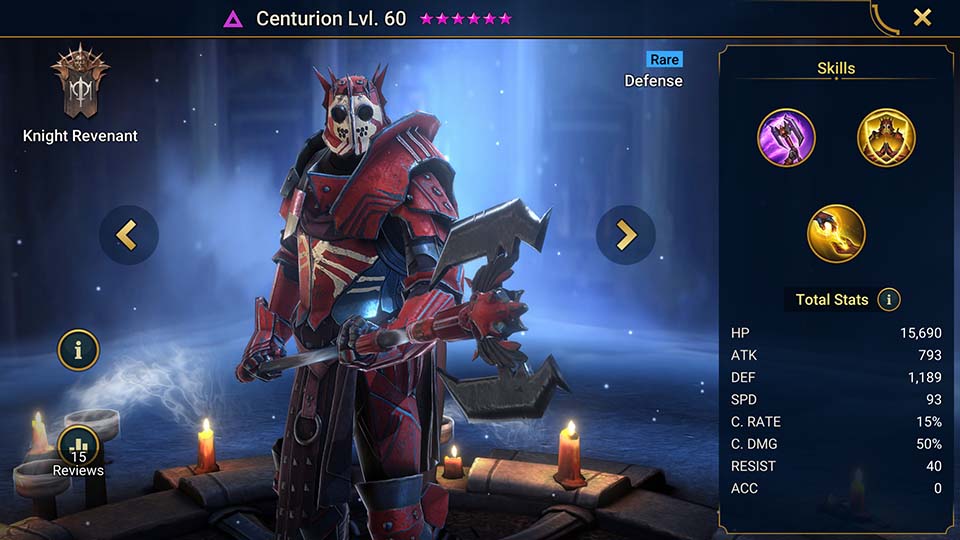 Centurion Lvl. 60
Knight Revenant
Rare
Defense
Skills
Total Stats i
HP 15,690
ATK 793
DEF 1,189
SPD 93
C. RATE 15%
C. DMG 50%
RESIST 40
ACC 0
i
15
Reviews